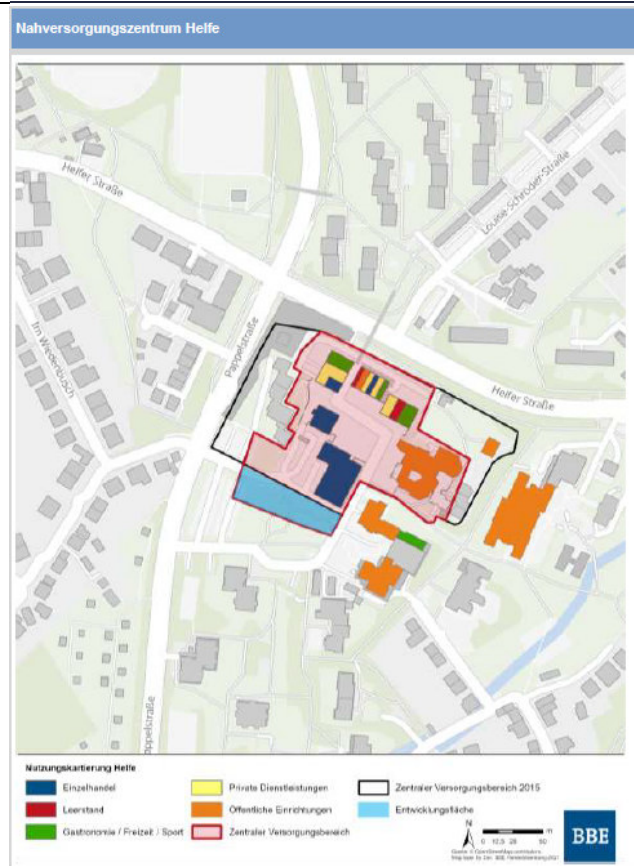 Nahversorgungszentrum Helfe
Helfer Straße
Louise-Schröder-Straße
Pappelstraße
Im Wiedenbusch
Helfer Straße
appelstraße
Nutzungskartierung Helfe
Einzelhandel
Leerstand
Gastronomie / Freizeit / Sport
Private Dienstleistungen
Öffentliche Einrichtungen
Zentraler Versorgungsbereich
Zentraler Versorgungsbereich 2015
Entwicklungsfläche
N
m
0 12,5 25 50
BBE